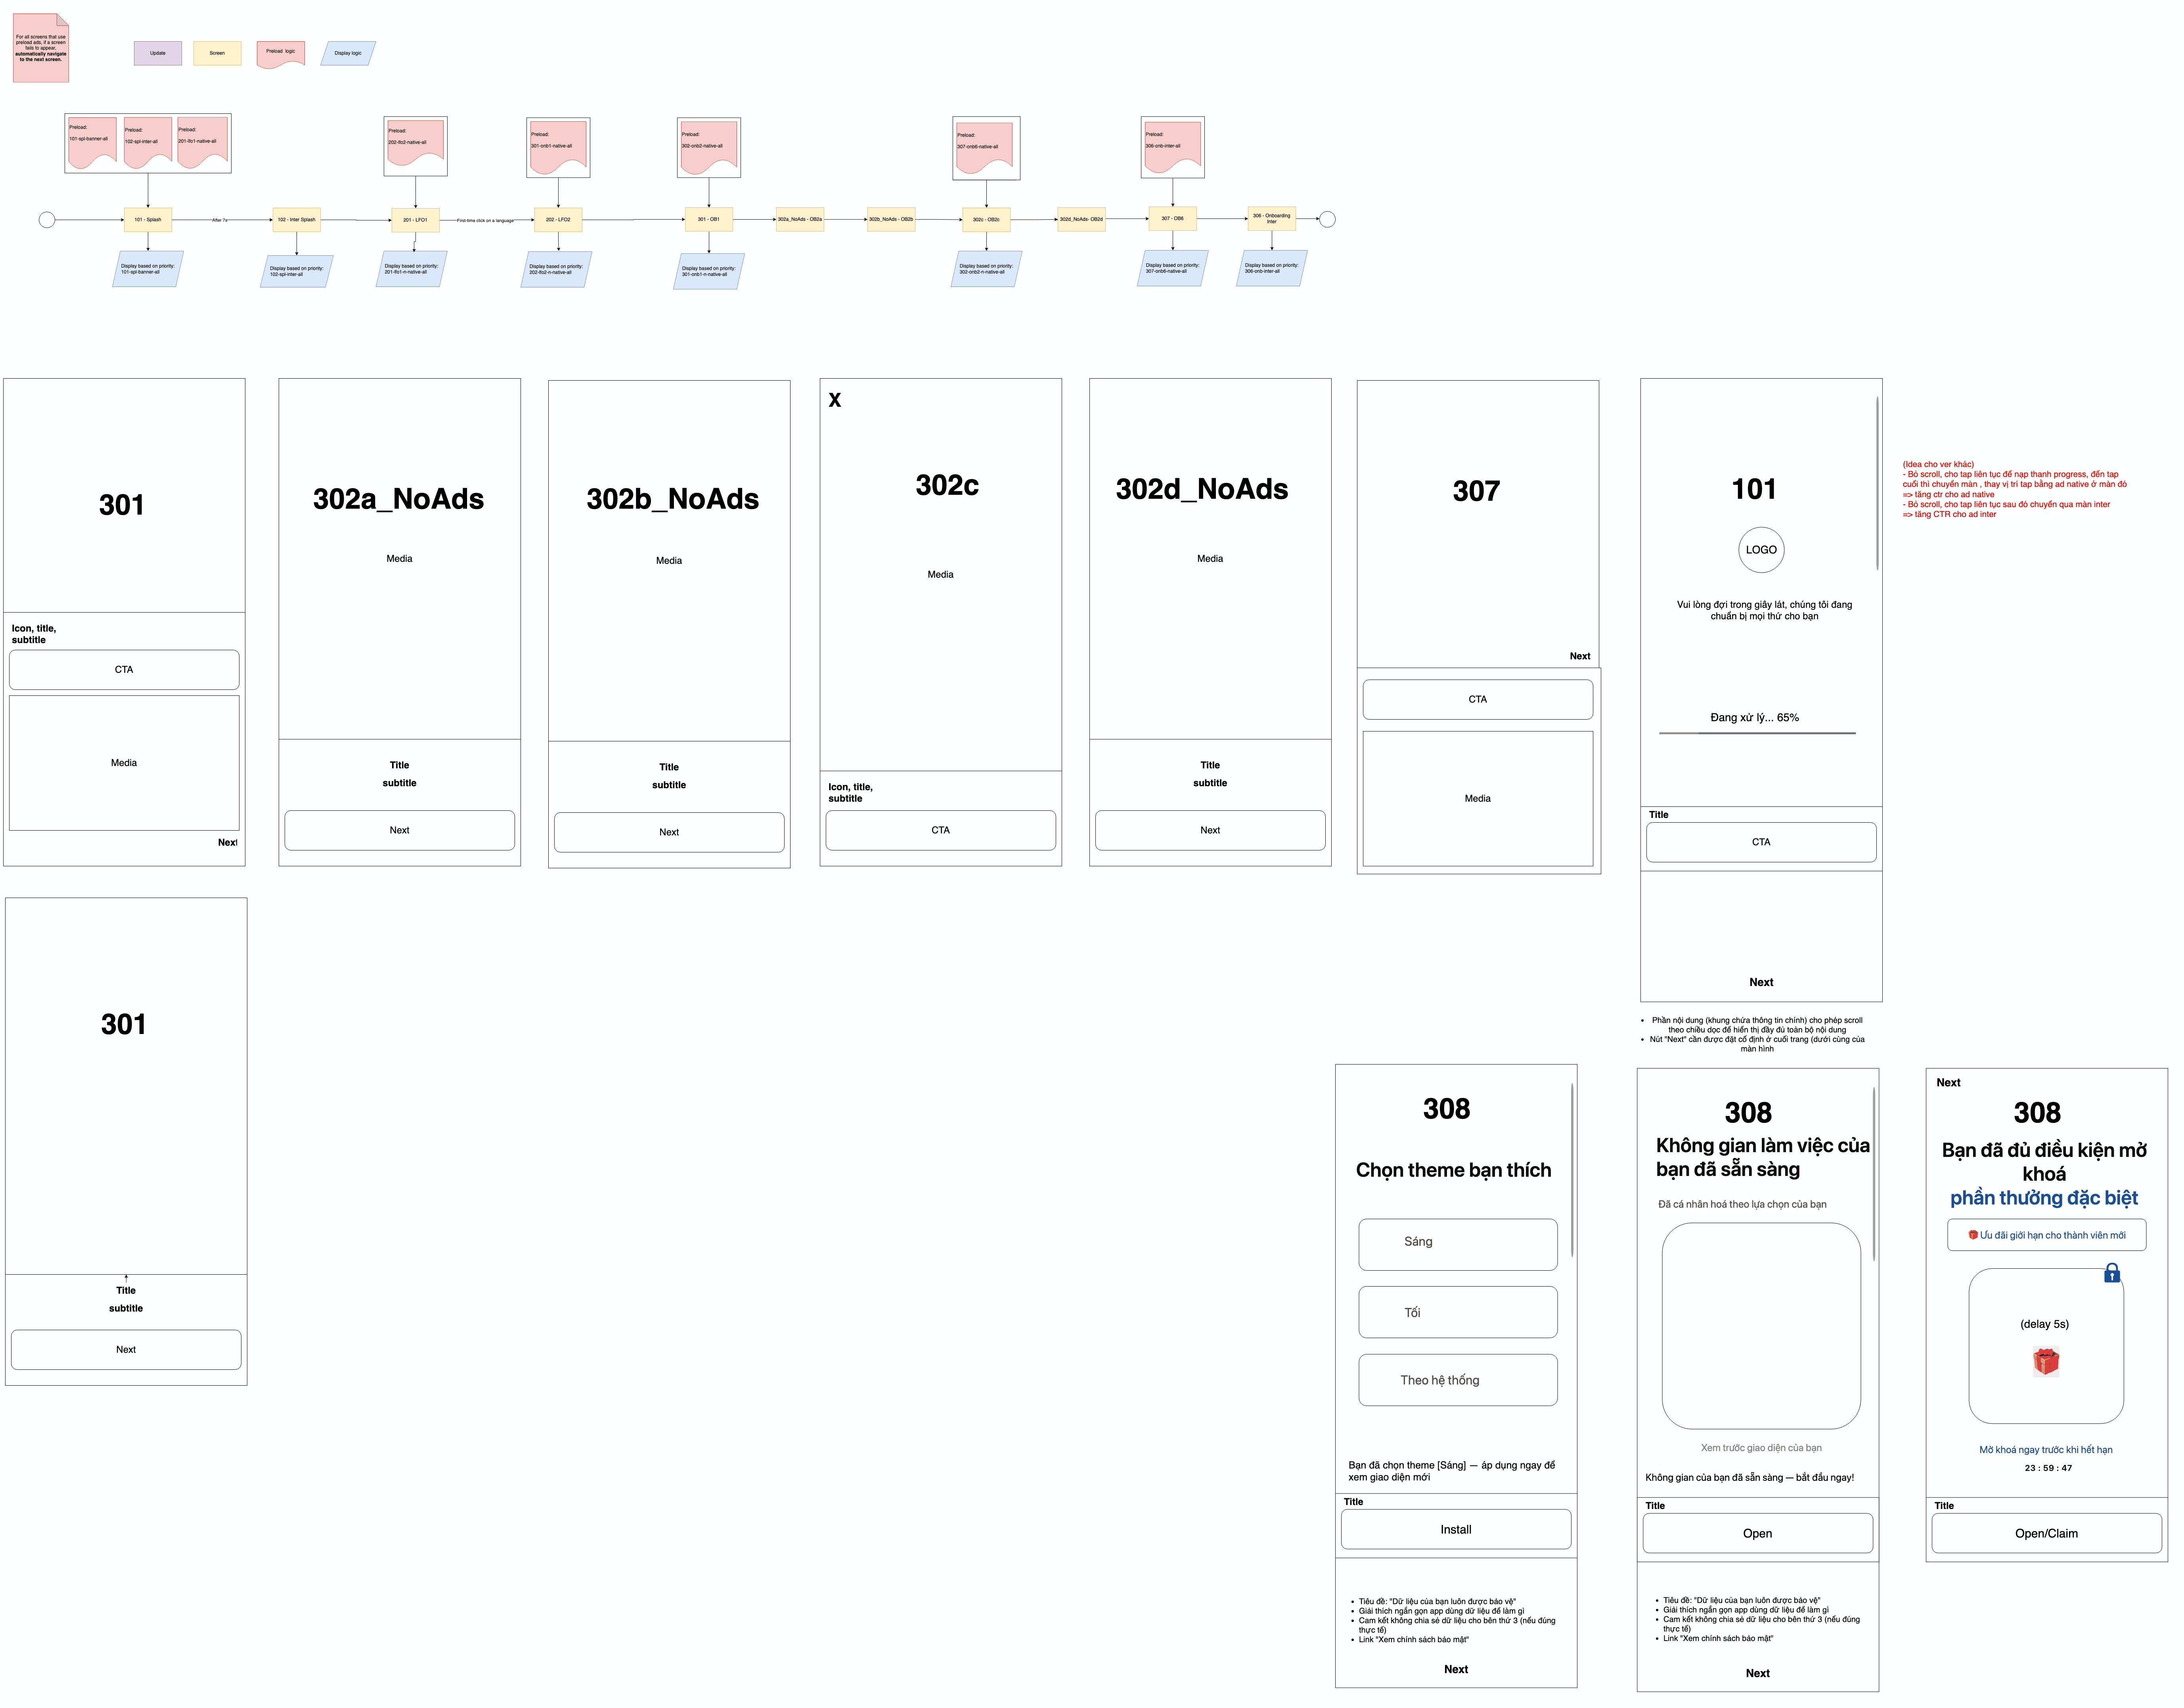 For all screens that use
preload ads, if a screen
fails to appear,
automatically navigate
to the next screen.
Update
Screen
Preload logic
Display logic
Preload:
101-spl-banner-all
Preload:
102-spl-inter-all
Preload:
201-lfo1-native-all
Preload:
202-lfo2-native-all
Preload:
301-onb1-native-all
Preload:
302-onb2-native-all
Preload:
307-onb6-native-all
Preload:
306-onb-inter-all
101 - Splash
After 7s
102 - Inter Splash
201 - LFO1
First-time click on a language
202 - LFO2
301 - OB1
302a_NoAds - OB2a
302b_NoAds - OB2b
302c - OB2c
302d_NoAds- OB2d
307 - OB6
306 - Onboarding
Inter
Display based on priority:
101-spl-banner-all
Display based on priority:
102-spl-inter-all
Display based on priority:
201-lfo1-n-native-all
Display based on priority:
202-lfo2-n-native-all
Display based on priority:
301-onb1-n-native-all
Display based on priority:
302-onb2-n-native-all
Display based on priority:
307-onb6-native-all
Display based on priority:
306-onb-inter-all
301
Icon, title,
subtitle
CTA
Media
Next
302a_NoAds
Media
Title
subtitle
Next
302b_NoAds
Media
Title
subtitle
Next
X
302c
Media
Icon, title,
subtitle
CTA
302d_NoAds
Media
Title
subtitle
Next
307
Next
CTA
Media
101
LOGO
Vui lòng đợi trong giây lát, chúng tôi đang
chuẩn bị mọi thứ cho bạn
Đang xử lý... 65%
Title
CTA
Next
(Idea cho ver khác)
- Bỏ scroll, cho tap liên tục để nạp thanh progress, đến tap
cuối thì chuyển màn , thay vị trí tap bằng ad native ở màn đó
=> tăng ctr cho ad native
- Bỏ scroll, cho tap liên tục sau đó chuyển qua màn inter
=> tăng CTR cho ad inter
• Phần nội dung (khung chứa thông tin chính) cho phép scroll
theo chiều dọc để hiển thị đầy đủ toàn bộ nội dung
• Nút "Next" cần được đặt cố định ở cuối trang (dưới cùng của
màn hình
301
Title
subtitle
Next
308
Chọn theme bạn thích
Sáng
Tối
Theo hệ thống
Bạn đã chọn theme [Sáng] — áp dụng ngay để
xem giao diện mới
Title
Install
• Tiêu đề: "Dữ liệu của bạn luôn được bảo vệ"
• Giải thích ngắn gọn app dùng dữ liệu để làm gì
• Cam kết không chia sẻ dữ liệu cho bên thứ 3 (nếu đúng
thực tế)
• Link "Xem chính sách bảo mật"
Next
308
Không gian làm việc của
bạn đã sẵn sàng
Đã cá nhân hoá theo lựa chọn của bạn
Xem trước giao diện của bạn
Không gian của bạn đã sẵn sàng — bắt đầu ngay!
Title
Open
• Tiêu đề: "Dữ liệu của bạn luôn được bảo vệ"
• Giải thích ngắn gọn app dùng dữ liệu để làm gì
• Cam kết không chia sẻ dữ liệu cho bên thứ 3 (nếu đúng
thực tế)
• Link "Xem chính sách bảo mật"
Next
Next
308
Bạn đã đủ điều kiện mở
khoá
phần thưởng đặc biệt
Ưu đãi giới hạn cho thành viên mới
(delay 5s)
Mở khoá ngay trước khi hết hạn
23 : 59 : 47
Title
Open/Claim